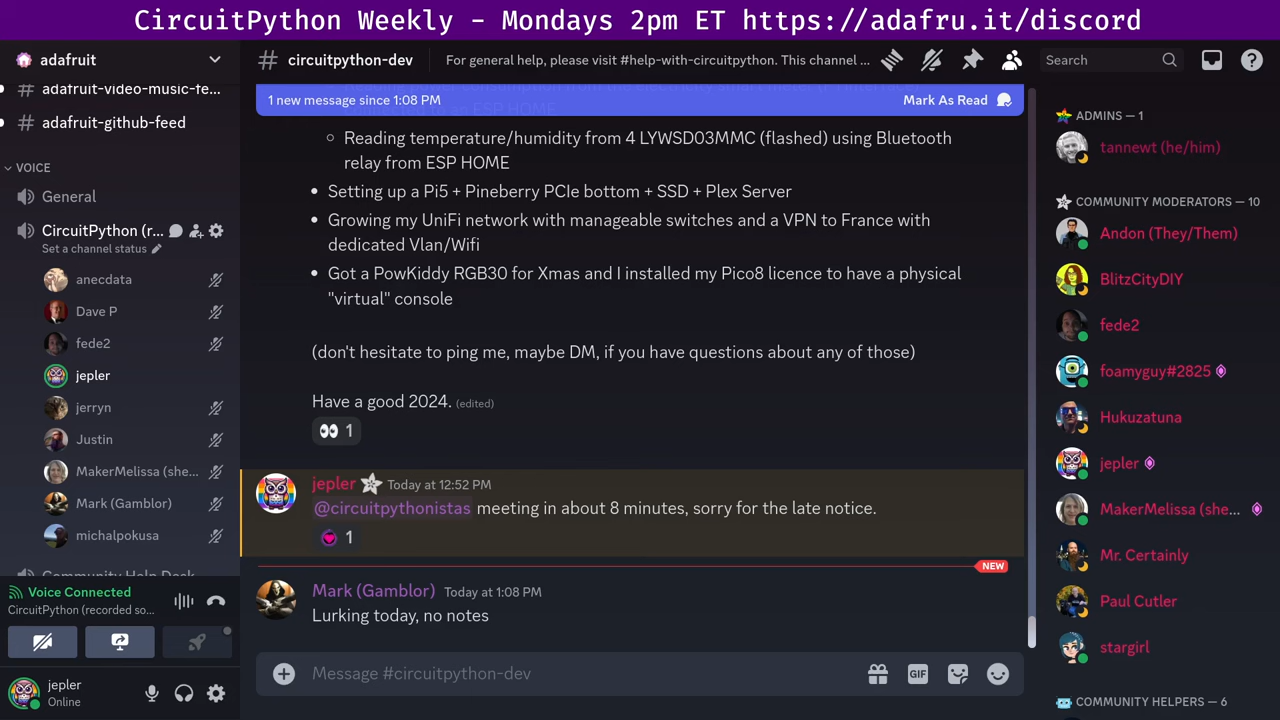 CircuitPython Weekly - Mondays 2pm ET https://adafru.it/discord
adafruit
adafruit-video-music-fe...
adafruit-github-feed
VOICE
General
CircuitPython (r...
Set a channel status
anecdata
Dave P
fede2
jepler
jerryn
Justin
MakerMelissa (she...
Mark (Gamblor)
michalpokusa
Community Help Desk
Voice Connected
CircuitPython (recorded so...
jepler
Online
circuitpython-dev
For general help, please visit #help-with-circuitpython. This channel ...
1 new message since 1:08 PM
Mark As Read
ESP HOME
Reading temperature/humidity from 4 LYWSD03MMC (flashed) using Bluetooth
relay from ESP HOME
Setting up a Pi5 + Pineberry PCIe bottom + SSD + Plex Server
Growing my UniFi network with manageable switches and a VPN to France with
dedicated Vlan/Wifi
Got a PowKiddy RGB30 for Xmas and I installed my Pico8 licence to have a physical
"virtual" console
(don't hesitate to ping me, maybe DM, if you have questions about any of those)
Have a good 2024. (edited)
1
jepler Today at 12:52 PM
@circuitpythonistas meeting in about 8 minutes, sorry for the late notice.
1
NEW
Mark (Gamblor) Today at 1:08 PM
Lurking today, no notes
Message #circuitpython-dev
GIF
Search
ADMINS — 1
tannewt (he/him)
COMMUNITY MODERATORS — 10
Andon (They/Them)
BlitzCityDIY
fede2
foamyguy#2825
Hukuzatuna
jepler
MakerMelissa (she...
Mr. Certainly
Paul Cutler
stargirl
COMMUNITY HELPERS — 6